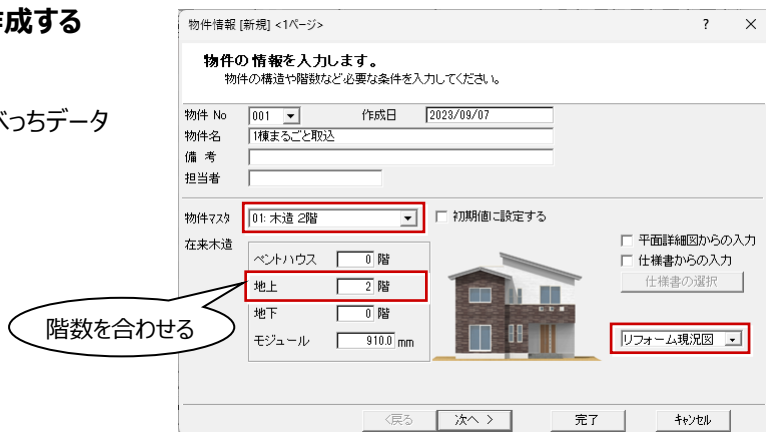 作成する
べっちデータ
物件情報 [新規] <1ページ>
? ×
物件の情報を入力します。
物件の構造や階数など必要な条件を入力してください。
物件 No 001 作成日 2023/09/07
物件名 1棟まるごと取込
備 考
担当者
物件マスタ 01: 木造 2階 初期値に設定する
在来木造
平面詳細図からの入力
ペントハウス 0 階
仕様書からの入力
地上 2 階
仕様書の選択
地下 0 階
階数を合わせる
モジュール 910.0 mm
リフォーム現況図
<戻る 次へ > 完了 キャンセル